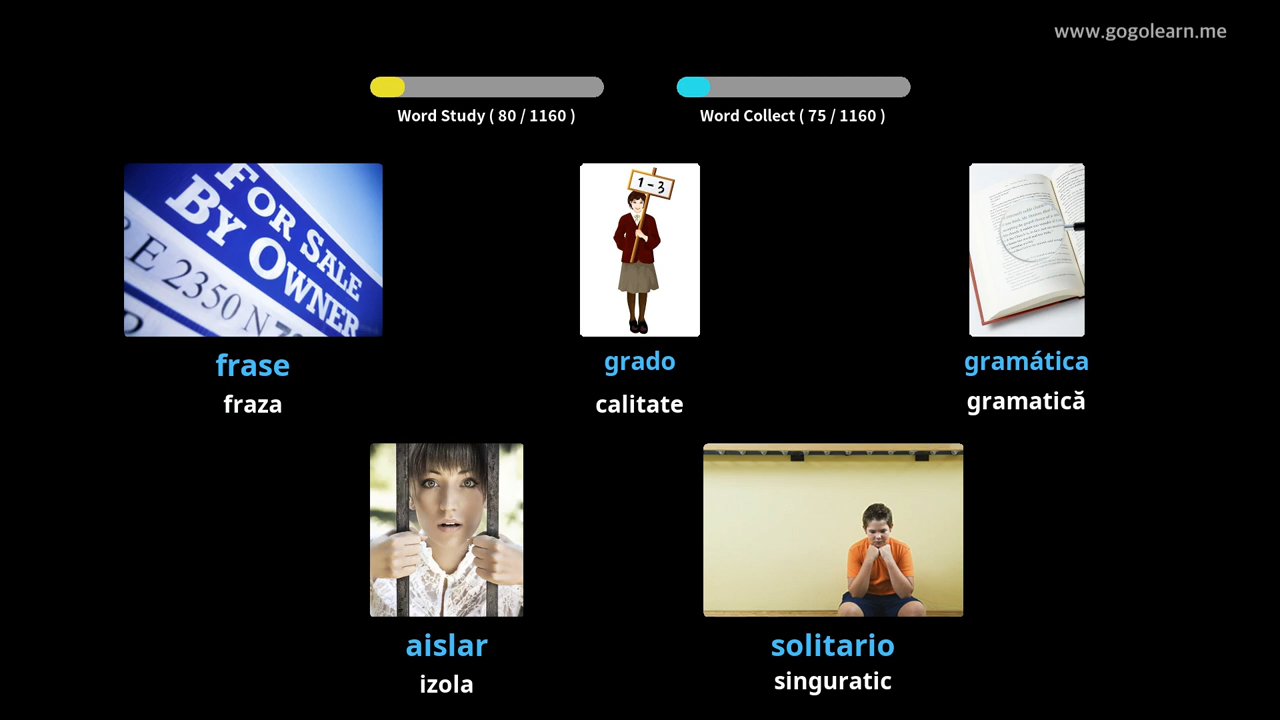 www.gogolearn.me
Word Study ( 80 / 1160 )
Word Collect ( 75 / 1160 )
FOR SALE
BY OWNER
E 2350 N
1 - 3
frase
fraza
grado
calitate
gramática
gramatică
aislar
izola
solitario
singuratic